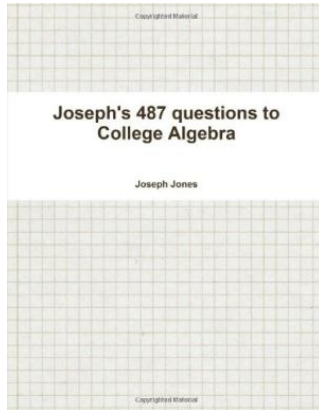 Copyrighted Material
Joseph's 487 questions to
College Algebra
Joseph Jones
Copyrighted Material